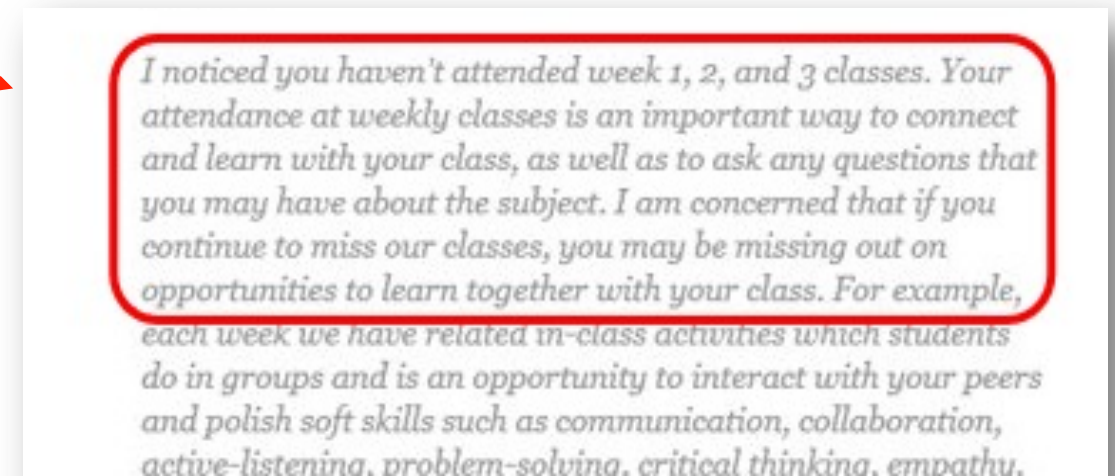 I noticed you haven't attended week 1, 2, and 3 classes. Your
attendance at weekly classes is an important way to connect
and learn with your class, as well as to ask any questions that
you may have about the subject. I am concerned that if you
continue to miss our classes, you may be missing out on
opportunities to learn together with your class. For example,
each week we have related in-class activities which students
do in groups and is an opportunity to interact with your peers
and polish soft skills such as communication, collaboration,
active-listening, problem-solving, critical thinking, empathy,